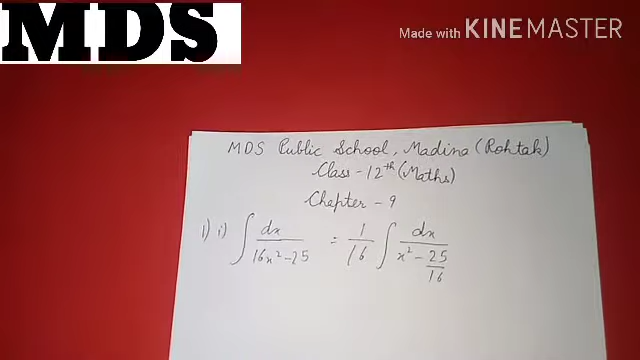 MDS
Made with KINEMASTER
MDS Public School, Madina (Rohtak)
Class - 12th (Maths)
Chapter - 9
1) i) ∫ dx / (16x² - 25) = 1/16 ∫ dx / (x² - 25/16)